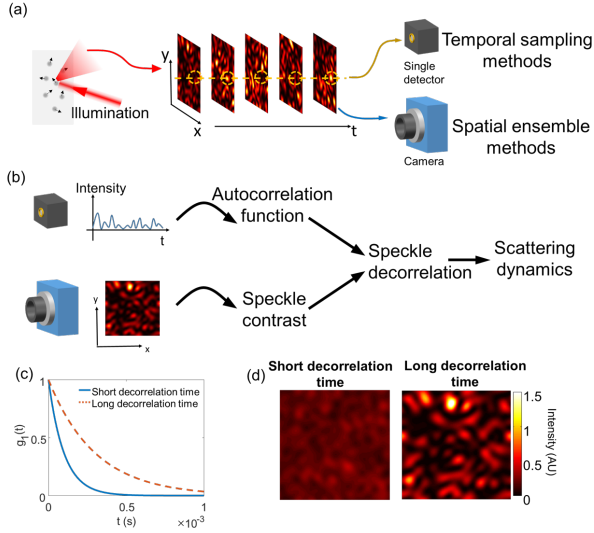 (a)
y
Illumination
x
t
Single
detector
Temporal sampling
methods
Camera
Spatial ensemble
methods
(b)
Intensity
t
Autocorrelation
function
y
x
Speckle
contrast
Speckle
decorrelation
Scattering
dynamics
(c)
1
0.5
0
g1(t)
Short decorrelation time
Long decorrelation time
0
0.5
1
t (s)
×10-3
(d)
Short decorrelation
time
Long decorrelation
time
1.5
1
0.5
0
Intensity (AU)